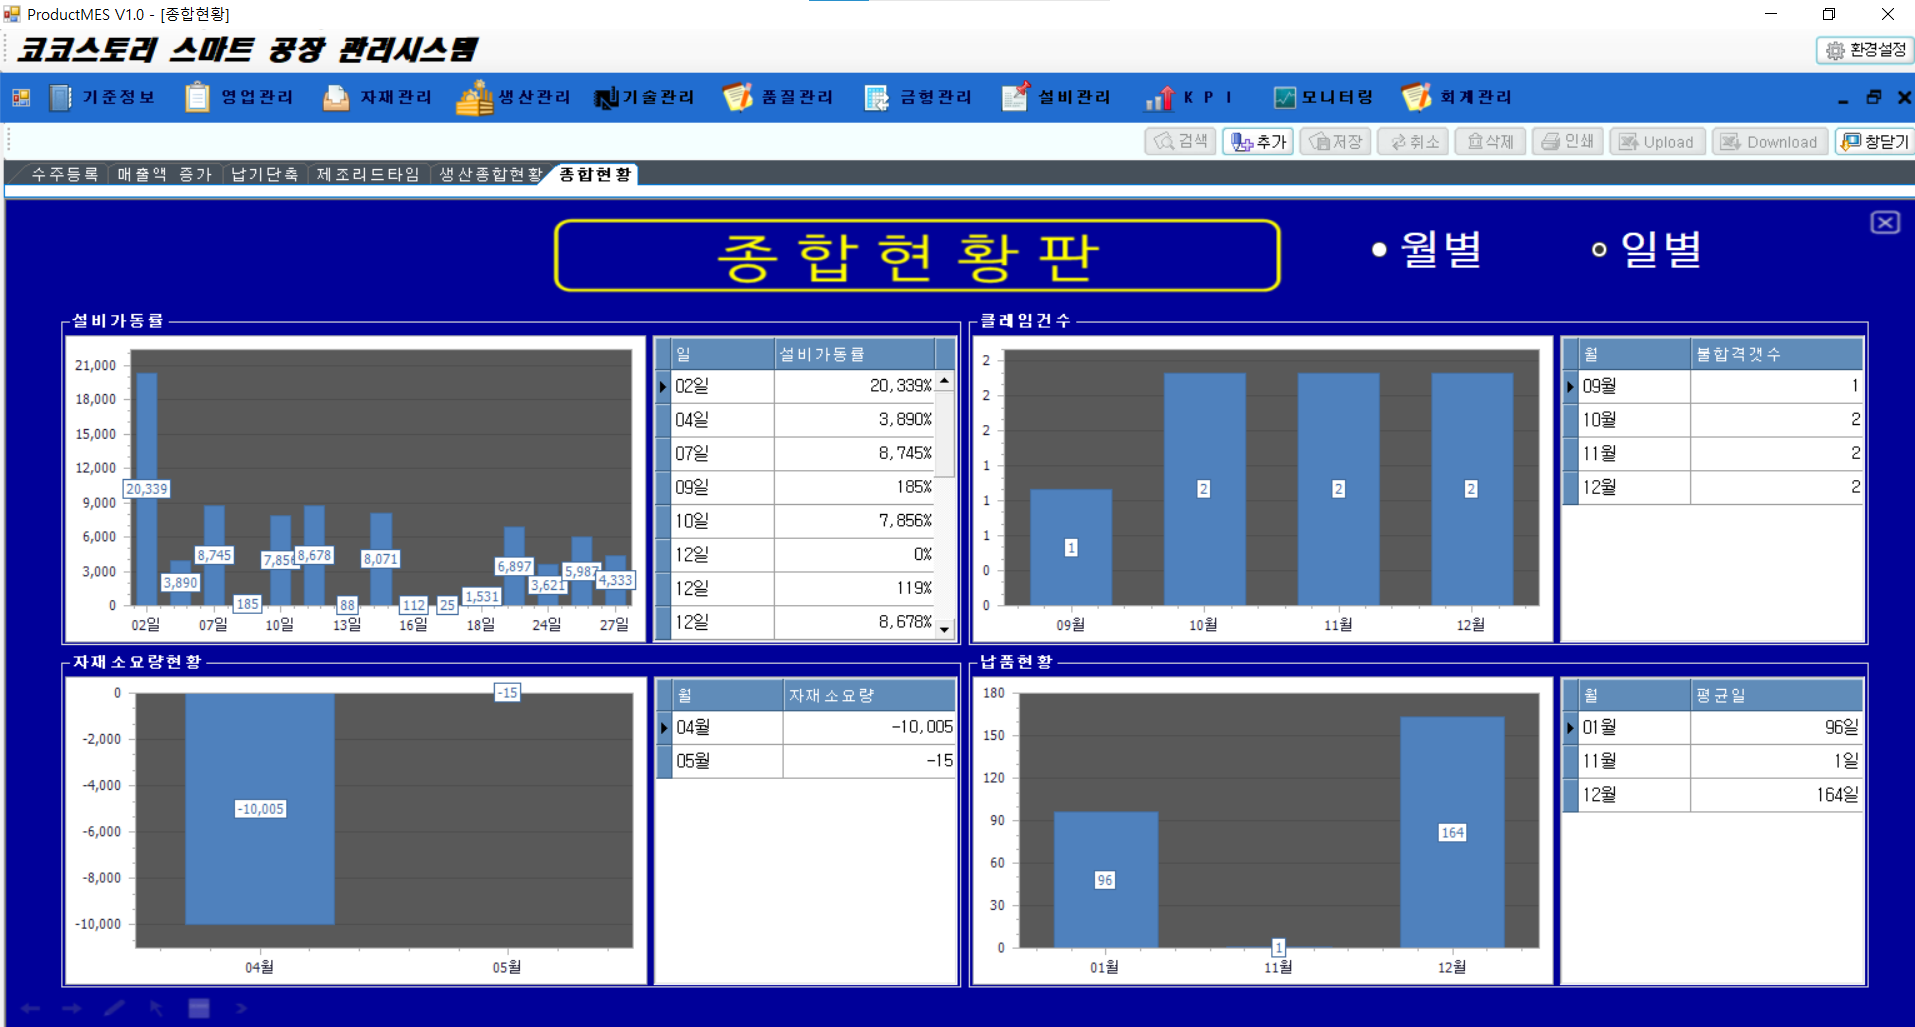 ProductMES V1.0 - [종합현황]
코코스토리 스마트 공장 관리시스템
환경설정
기준정보 영업관리 자재관리 생산관리 기술관리 품질관리 금형관리 설비관리 K P I 모니터링 회계관리
검색 추가 저장 취소 삭제 인쇄 Upload Download 창닫기
수주등록 매출액 증가 납기단축 제조리드타임 생산종합현황 종합현황
종합현황판
월별 일별
설비가동률
21,000
18,000
15,000
12,000
9,000
6,000
3,000
0
20,339
3,890
8,745
185
7,856
8,678
88
8,071
112
25
1,531
6,897
3,621
5,987
4,333
02일 07일 10일 13일 16일 18일 24일 27일
일 설비가동률
02일 20,339%
04일 3,890%
07일 8,745%
09일 185%
10일 7,856%
12일 0%
12일 119%
12일 8,678%
클레임건수
2
2
2
1
1
1
0
0
1
2
2
2
09월 10월 11월 12월
월 불합격갯수
09월 1
10월 2
11월 2
12월 2
자재소요량현황
0
-2,000
-4,000
-6,000
-8,000
-10,000
-10,005
-15
04월 05월
월 자재소요량
04월 -10,005
05월 -15
납품현황
180
150
120
90
60
30
0
96
1
164
01월 11월 12월
월 평균일
01월 96일
11월 1일
12월 164일